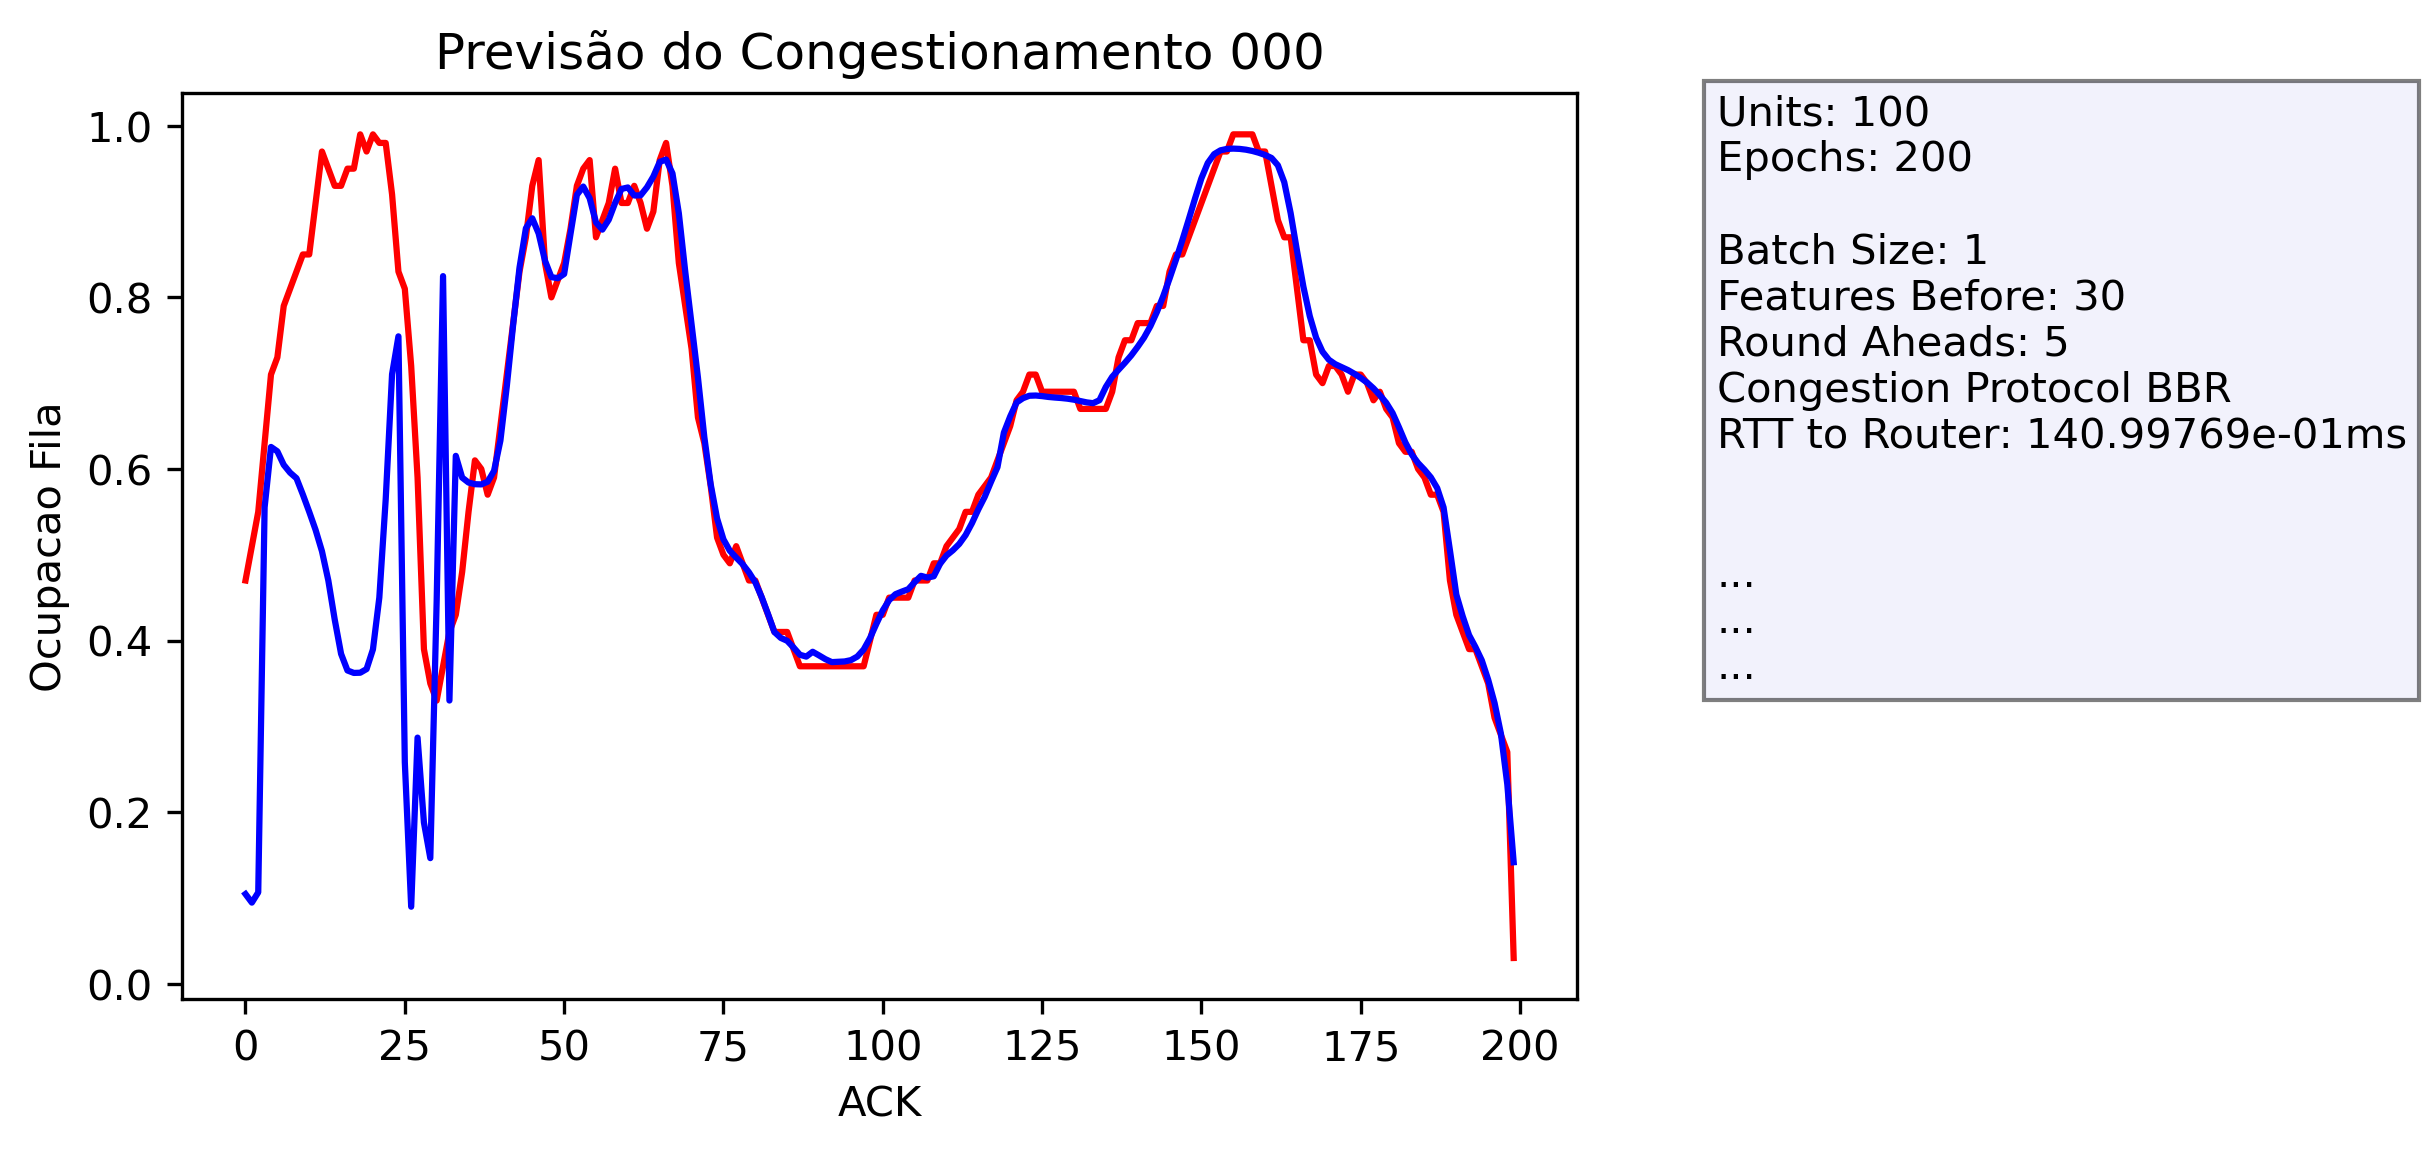 Previsão do Congestionamento 000
Ocupacao Fila
1.0
0.8
0.6
0.4
0.2
0.0
0 25 50 75 100 125 150 175 200
ACK
Units: 100
Epochs: 200
Batch Size: 1
Features Before: 30
Round Aheads: 5
Congestion Protocol BBR
RTT to Router: 140.99769e-01ms
...
...
...